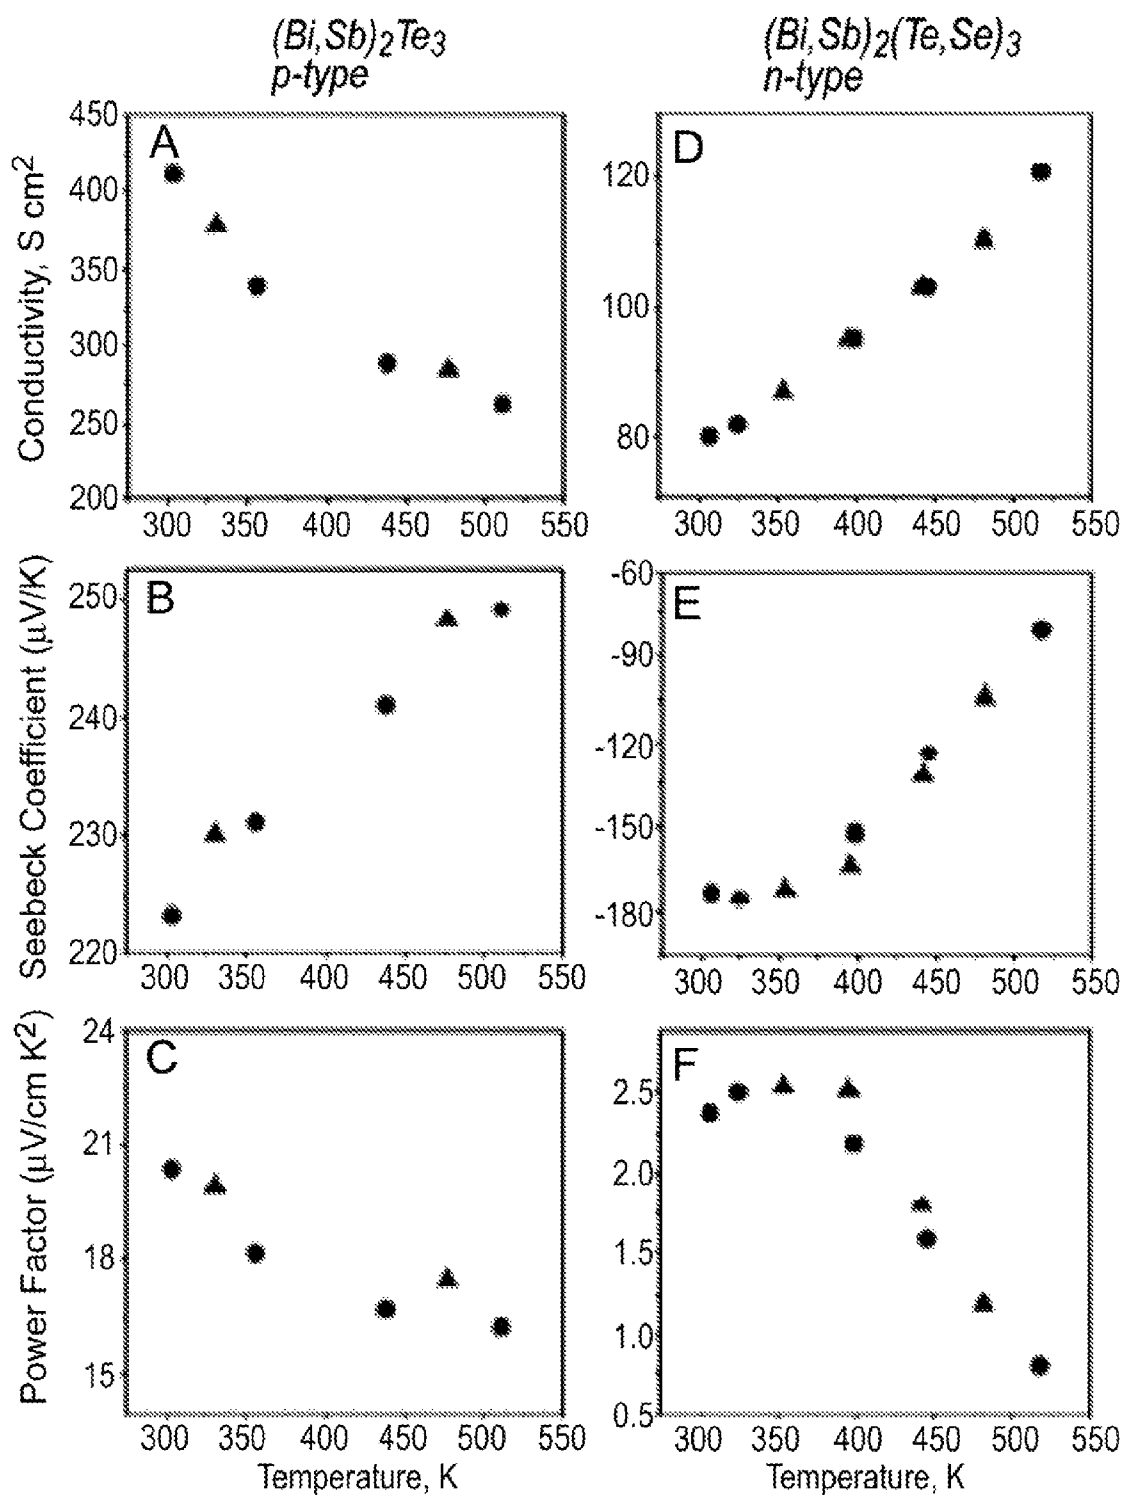 (Bi,Sb)2Te3
p-type
(Bi,Sb)2(Te,Se)3
n-type
A
450
400
350
300
250
200
Conductivity, S cm2
300 350 400 450 500 550
D
120
100
80
300 350 400 450 500 550
B
250
240
230
220
Seebeck Coefficient (μV/K)
300 350 400 450 500 550
E
-60
-90
-120
-150
-180
300 350 400 450 500 550
C
24
21
18
15
Power Factor (μV/cm K2)
300 350 400 450 500 550
Temperature, K
F
2.5
2.0
1.5
1.0
0.5
300 350 400 450 500 550
Temperature, K